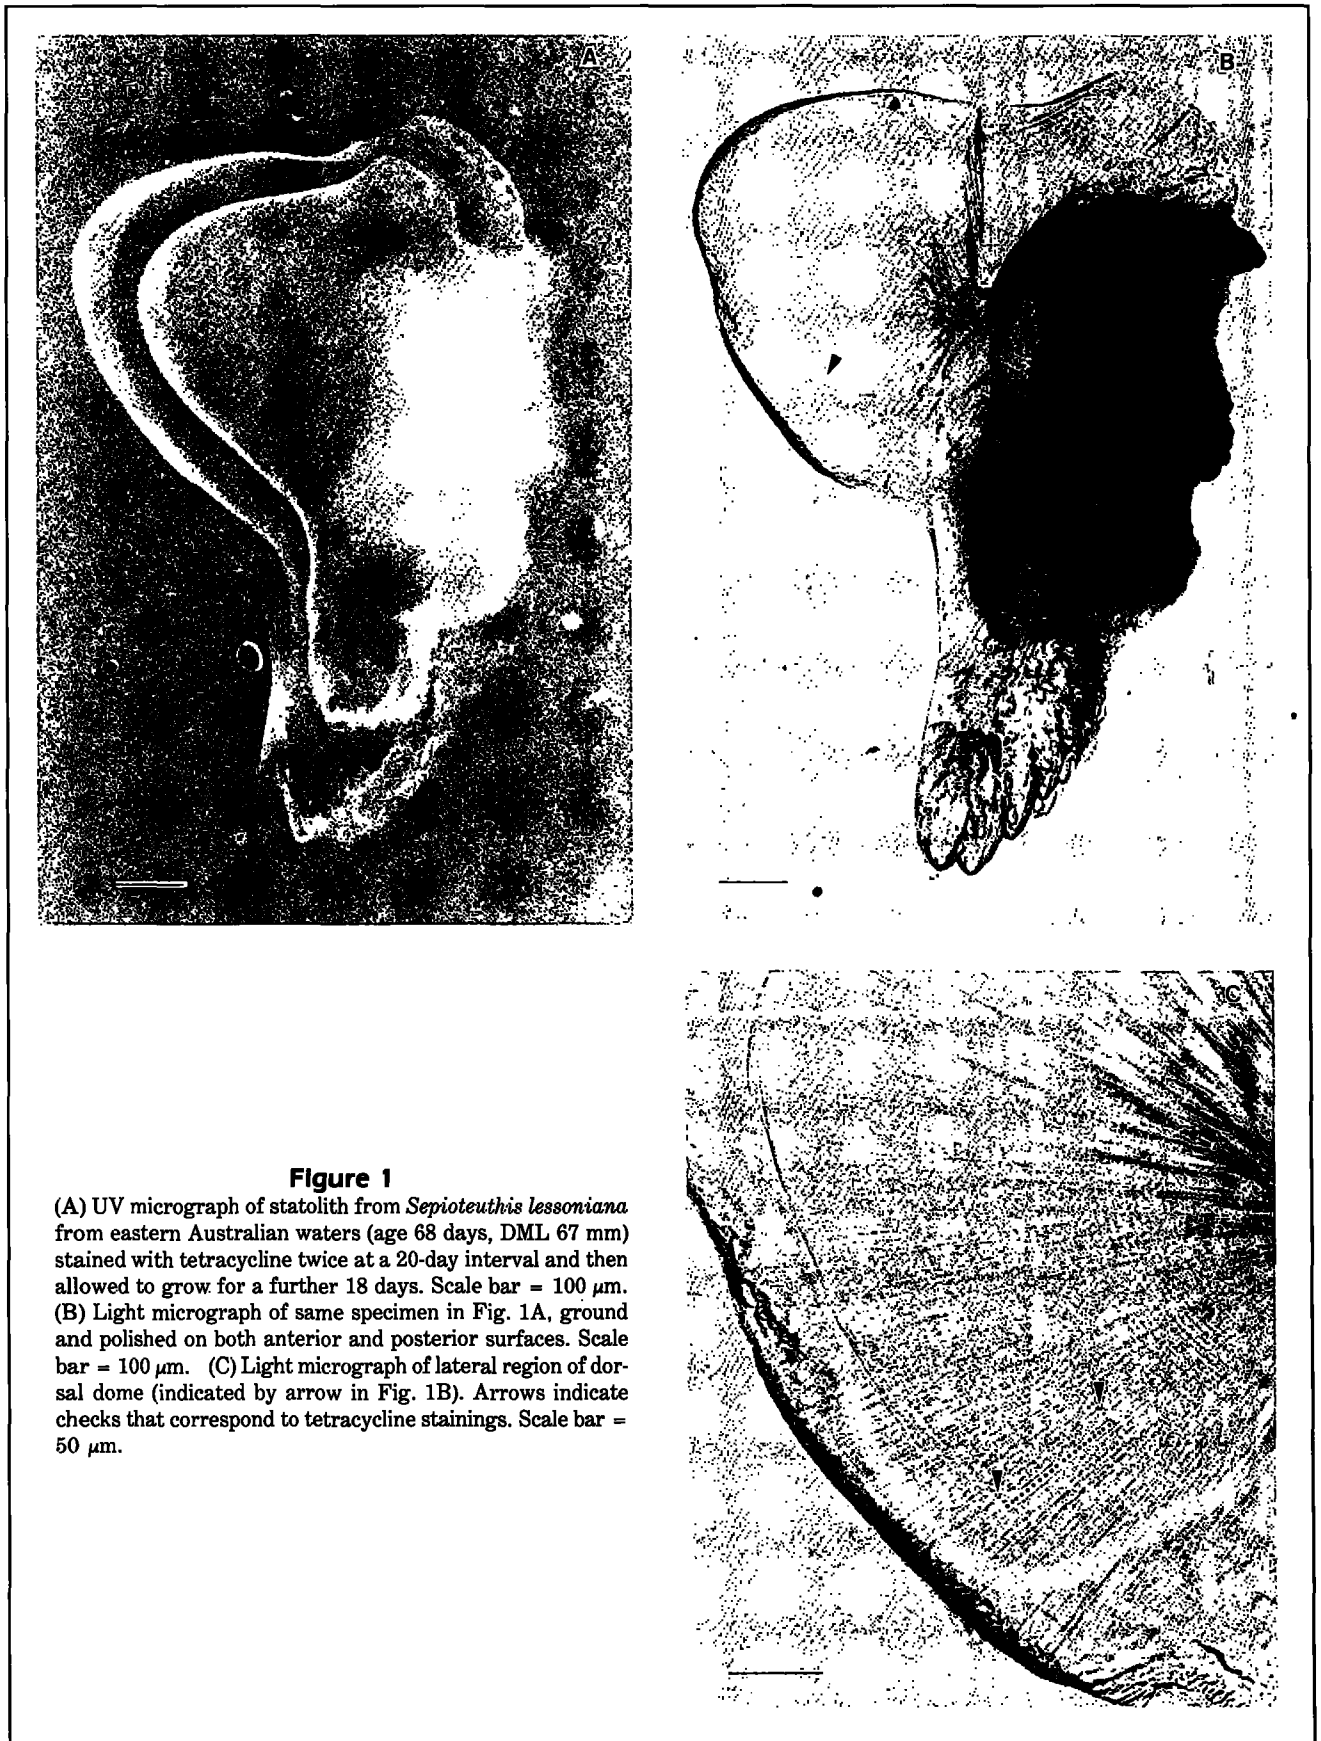 A
B
C
Figure 1
(A) UV micrograph of statolith from Sepioteuthis lessoniana
from eastern Australian waters (age 68 days, DML 67 mm)
stained with tetracycline twice at a 20-day interval and then
allowed to grow for a further 18 days. Scale bar = 100 μm.
(B) Light micrograph of same specimen in Fig. 1A, ground
and polished on both anterior and posterior surfaces. Scale
bar = 100 μm. (C) Light micrograph of lateral region of dor-
sal dome (indicated by arrow in Fig. 1B). Arrows indicate
checks that correspond to tetracycline stainings. Scale bar =
50 μm.